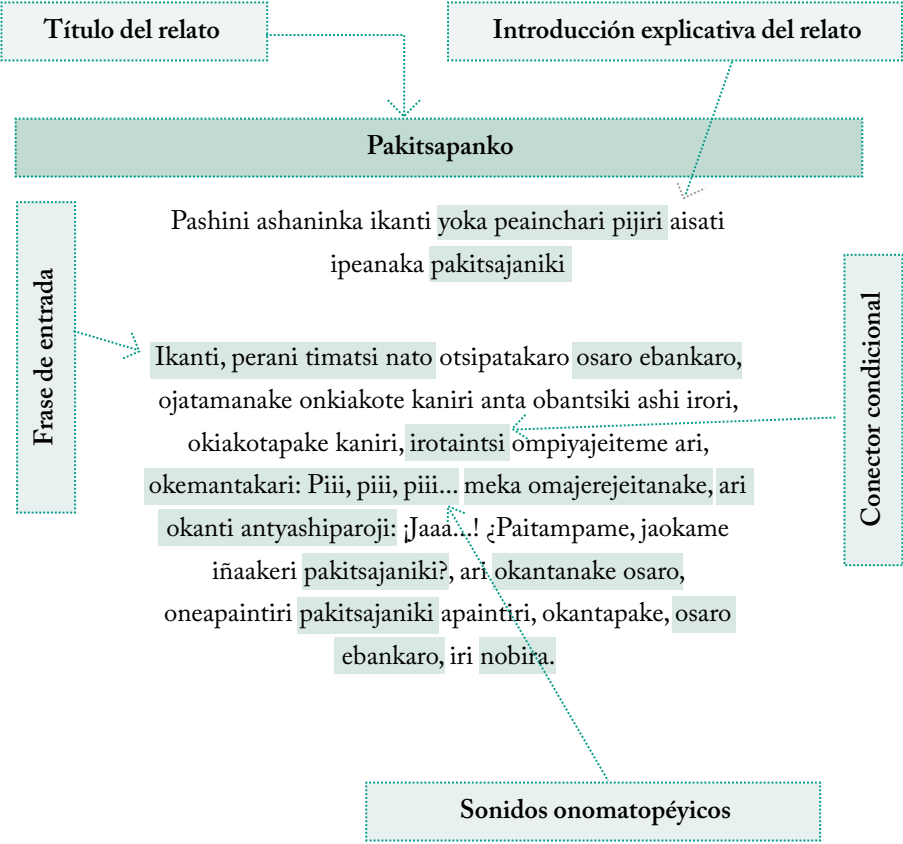 Título del relato
Introducción explicativa del relato
Pakitsapanko
Frase de entrada
Pashini ashaninka ikanti yoka peainchari pijiri aisati
ipeanaka pakitsajaniki
Conector condicional
Ikanti, perani timatsi nato otsipatakaro osaro ebankaro,
ojatamanake onkiakote kaniri anta obantsiki ashi irori,
okiakotapake kaniri, irotaintsi ompiyajeiteme ari,
okemantakari: Piii, piii, piii... meka omajerejeitanake, ari
okanti antyashiparoji: ¡Jaaa...! ¿Paitampame, jaokame
iñaakeri pakitsajaniki?, ari okantanake osaro,
oneapaintiri pakitsajaniki apaintiri, okantapake, osaro
ebankaro, iri nobira.
Sonidos onomatopéyicos